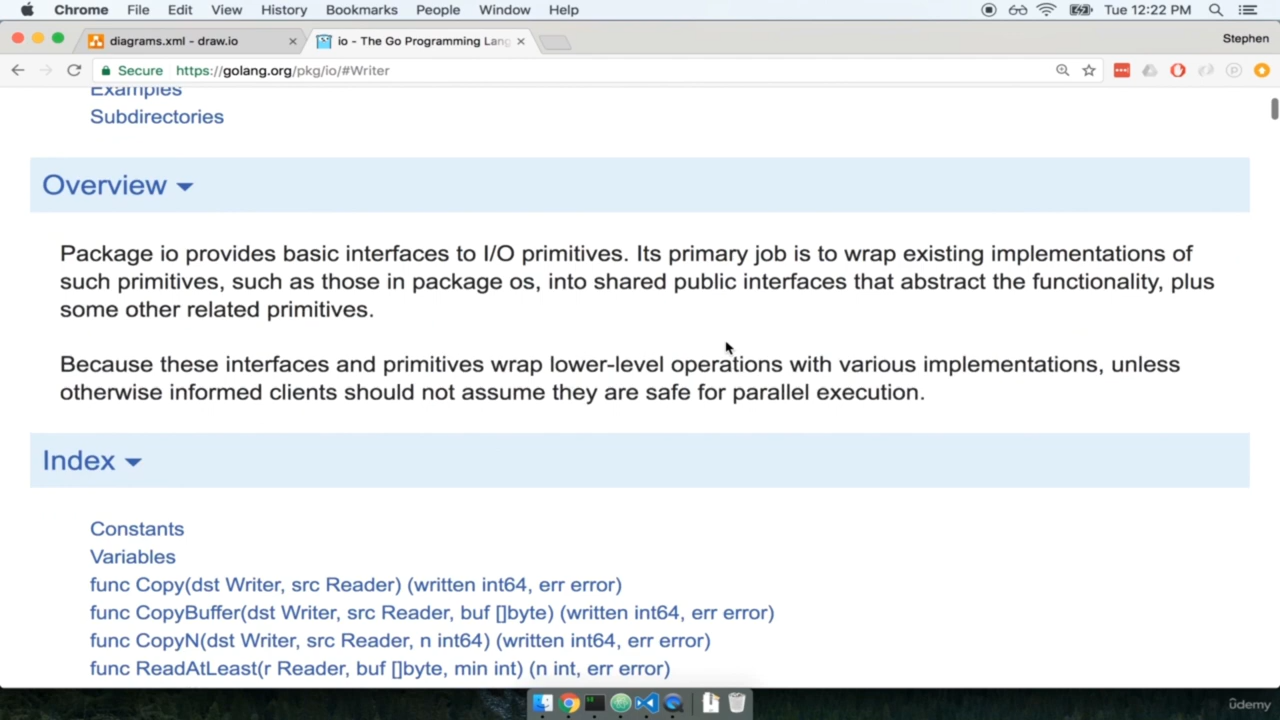 Chrome File Edit View History Bookmarks People Window Help Tue 12:22 PM
diagrams.xml - draw.io io - The Go Programming Lang Stephen
Secure https://golang.org/pkg/io/#Writer
Examples
Subdirectories
Overview
Package io provides basic interfaces to I/O primitives. Its primary job is to wrap existing implementations of
such primitives, such as those in package os, into shared public interfaces that abstract the functionality, plus
some other related primitives.
Because these interfaces and primitives wrap lower-level operations with various implementations, unless
otherwise informed clients should not assume they are safe for parallel execution.
Index
Constants
Variables
func Copy(dst Writer, src Reader) (written int64, err error)
func CopyBuffer(dst Writer, src Reader, buf []byte) (written int64, err error)
func CopyN(dst Writer, src Reader, n int64) (written int64, err error)
func ReadAtLeast(r Reader, buf []byte, min int) (n int, err error)
ûdemy